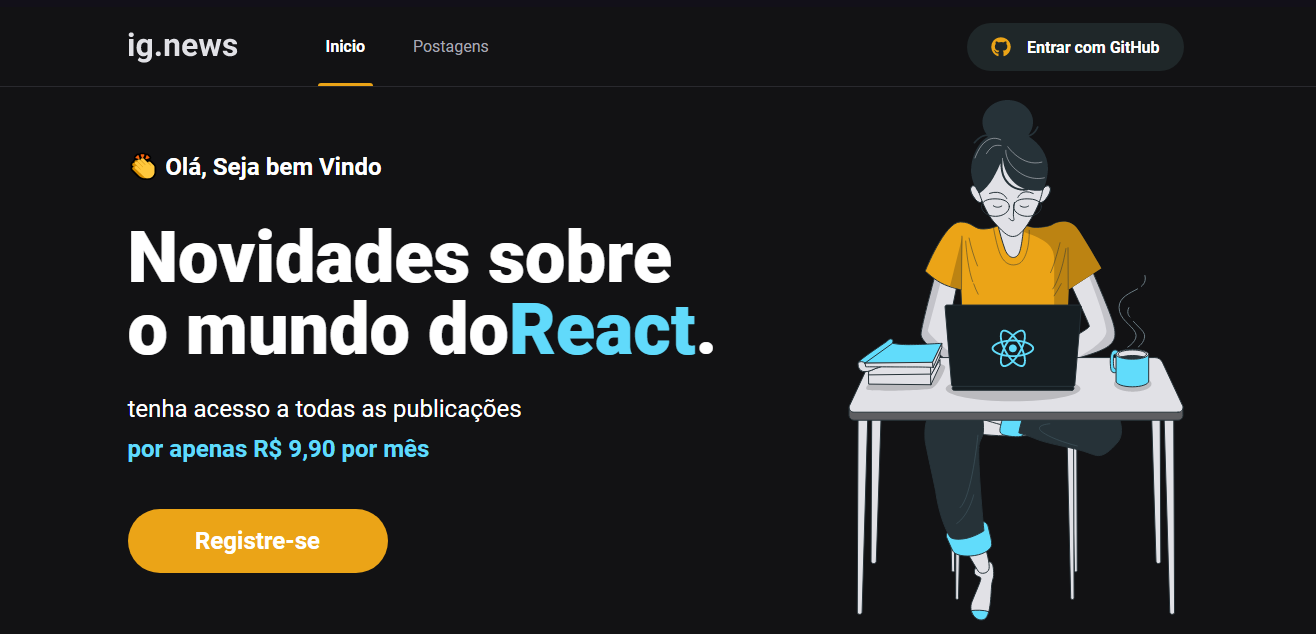 ig.news
Inicio
Postagens
Entrar com GitHub
👏 Olá, Seja bem Vindo
Novidades sobre
o mundo doReact.
tenha acesso a todas as publicações
por apenas R$ 9,90 por mês
Registre-se